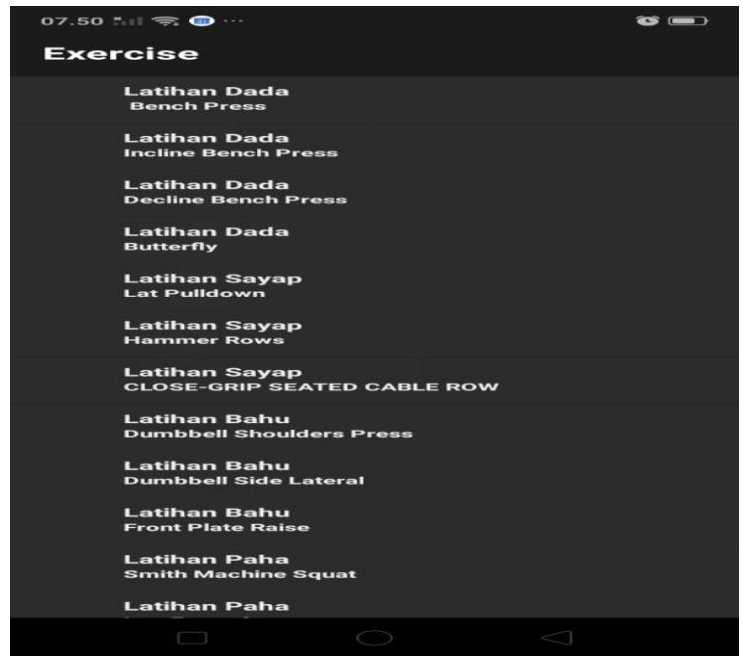 07.50
Exercise
Latihan Dada
Bench Press
Latihan Dada
Incline Bench Press
Latihan Dada
Decline Bench Press
Latihan Dada
Butterfly
Latihan Sayap
Lat Pulldown
Latihan Sayap
Hammer Rows
Latihan Sayap
CLOSE-GRIP SEATED CABLE ROW
Latihan Bahu
Dumbbell Shoulders Press
Latihan Bahu
Dumbbell Side Lateral
Latihan Bahu
Front Plate Raise
Latihan Paha
Smith Machine Squat
Latihan Paha